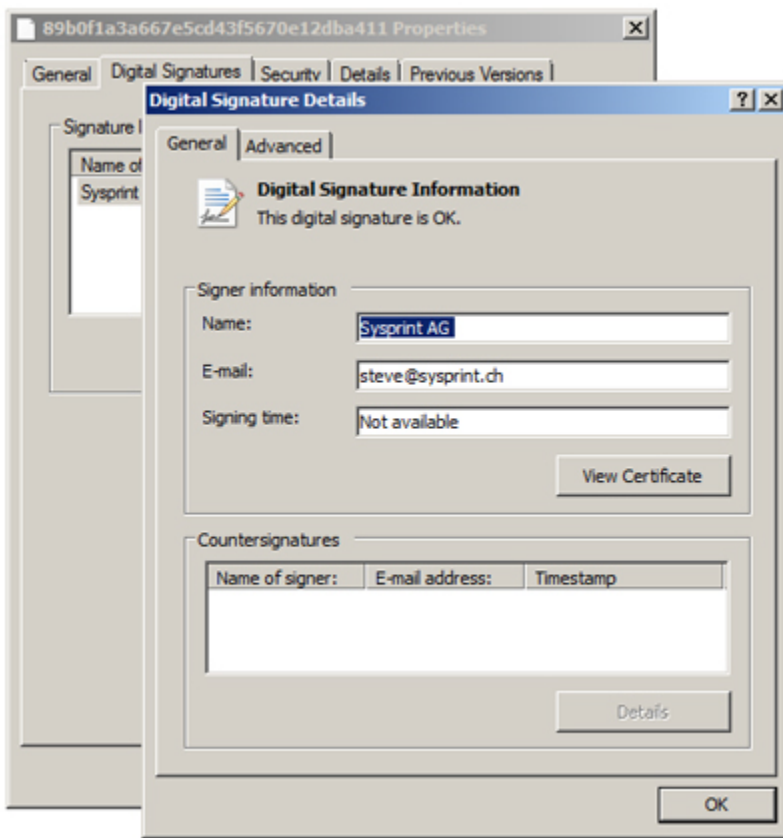 89b0f1a3a667e5cd43f5670e12dba411 Properties
General Digital Signatures Security Details Previous Versions
Digital Signature Details
Signature
Name of
Sysprint
General Advanced
Digital Signature Information
This digital signature is OK.
Signer information
Name: Sysprint AG
E-mail: steve@sysprint.ch
Signing time: Not available
View Certificate
Countersignatures
Name of signer: E-mail address: Timestamp
Details
OK